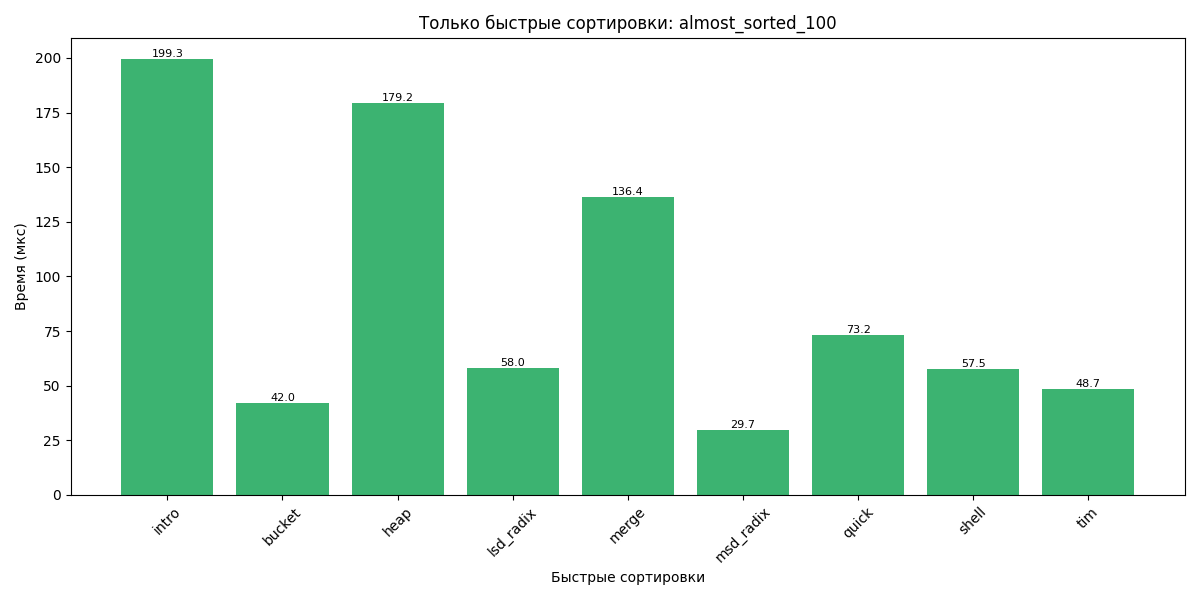 Только быстрые сортировки: almost_sorted_100
Время (мкс)
200
175
150
125
100
75
50
25
0
199.3
42.0
179.2
58.0
136.4
29.7
73.2
57.5
48.7
intro
bucket
heap
lsd_radix
merge
msd_radix
quick
shell
tim
Быстрые сортировки